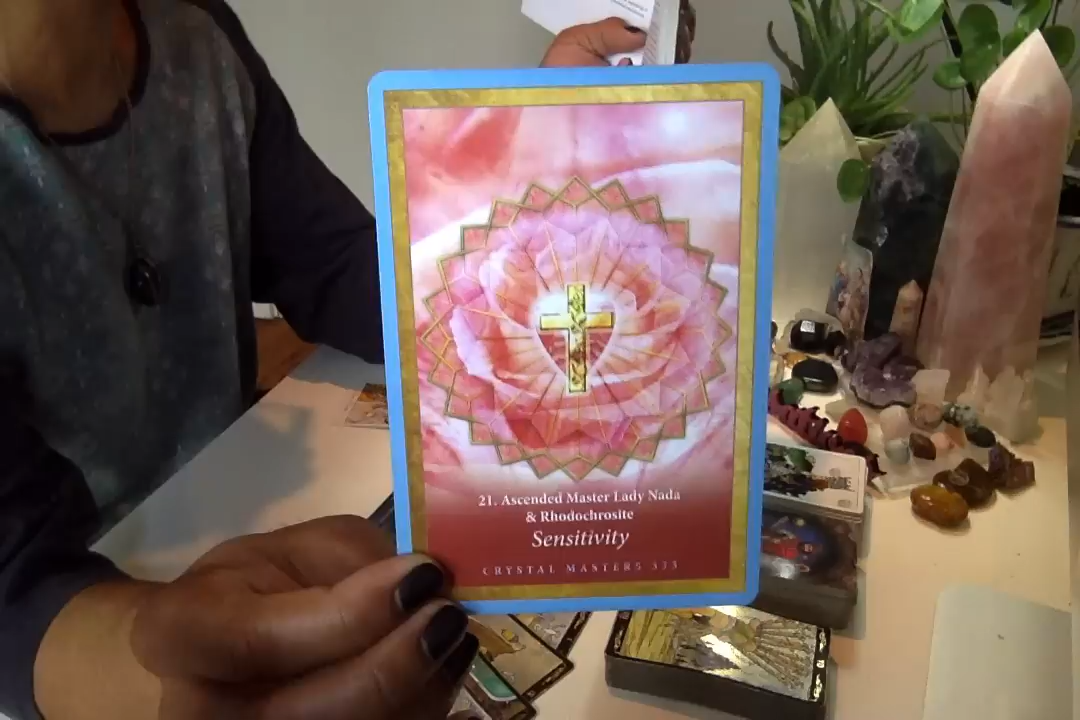 21. Ascended Master Lady Nada
& Rhodochrosite
Sensitivity
CRYSTAL MASTERS 333